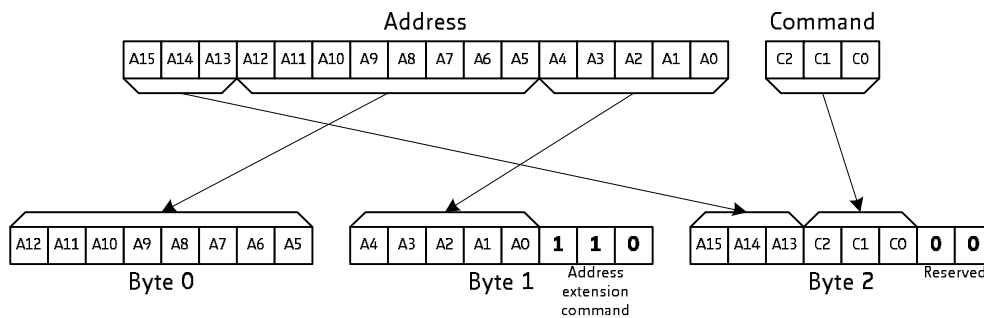 Address Command
A15 A14 A13 A12 A11 A10 A9 A8 A7 A6 A5 A4 A3 A2 A1 A0 C2 C1 C0
A12 A11 A10 A9 A8 A7 A6 A5 A4 A3 A2 A1 A0 1 1 0 A15 A14 A13 C2 C1 C0 0 0
Byte 0 Byte 1 Byte 2
Address Reserved
extension
command